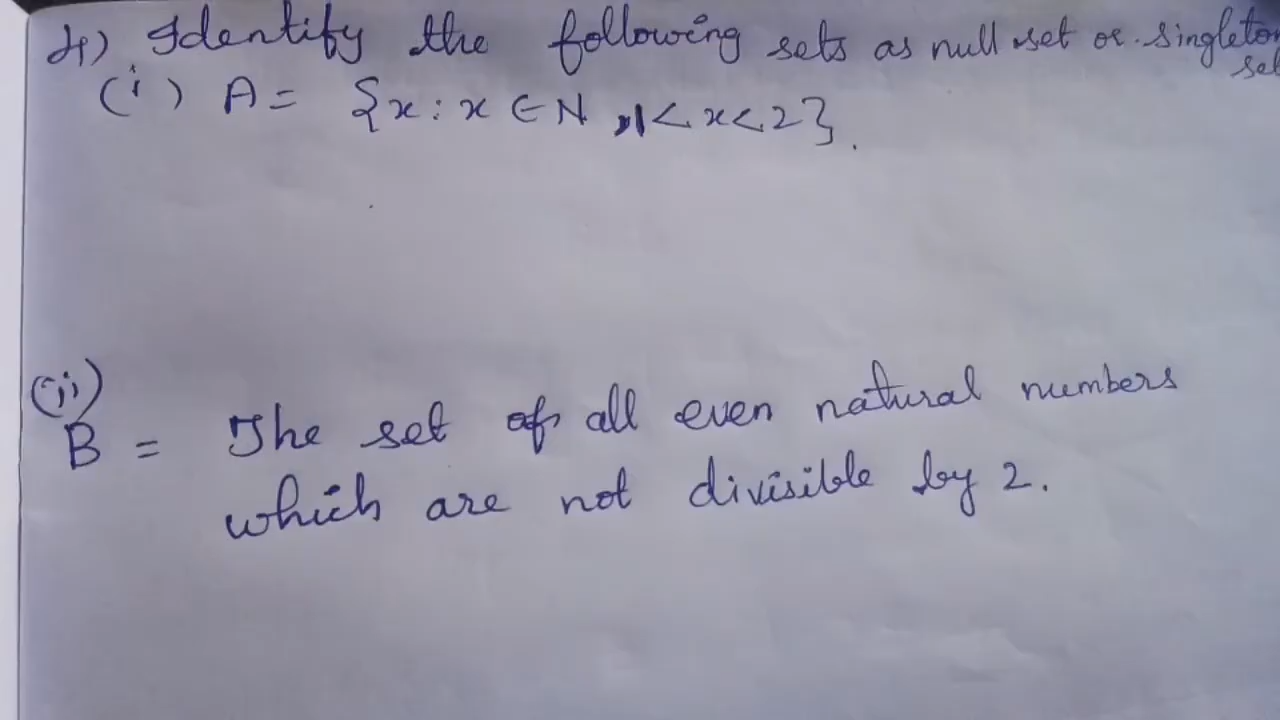 4) Identify the following sets as null set or singleton
set
(i) A = {x : x ∈ N, 1 < x < 2}.
(ii)
B = The set of all even natural numbers
which are not divisible by 2.